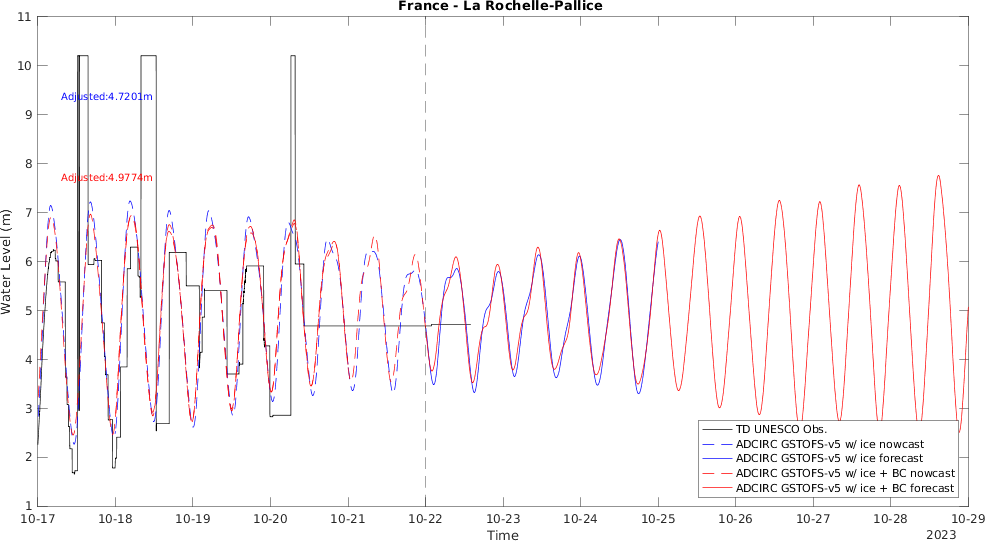 France - La Rochelle-Pallice
11
10
9
8
7
6
5
4
3
2
1
Water Level (m)
Adjusted:4.7201m
Adjusted:4.9774m
TD UNESCO Obs.
ADCIRC GSTOFS-v5 w/ ice nowcast
ADCIRC GSTOFS-v5 w/ ice forecast
ADCIRC GSTOFS-v5 w/ ice + BC nowcast
ADCIRC GSTOFS-v5 w/ ice + BC forecast
10-17 10-18 10-19 10-20 10-21 10-22 10-23 10-24 10-25 10-26 10-27 10-28 10-29
Time
2023